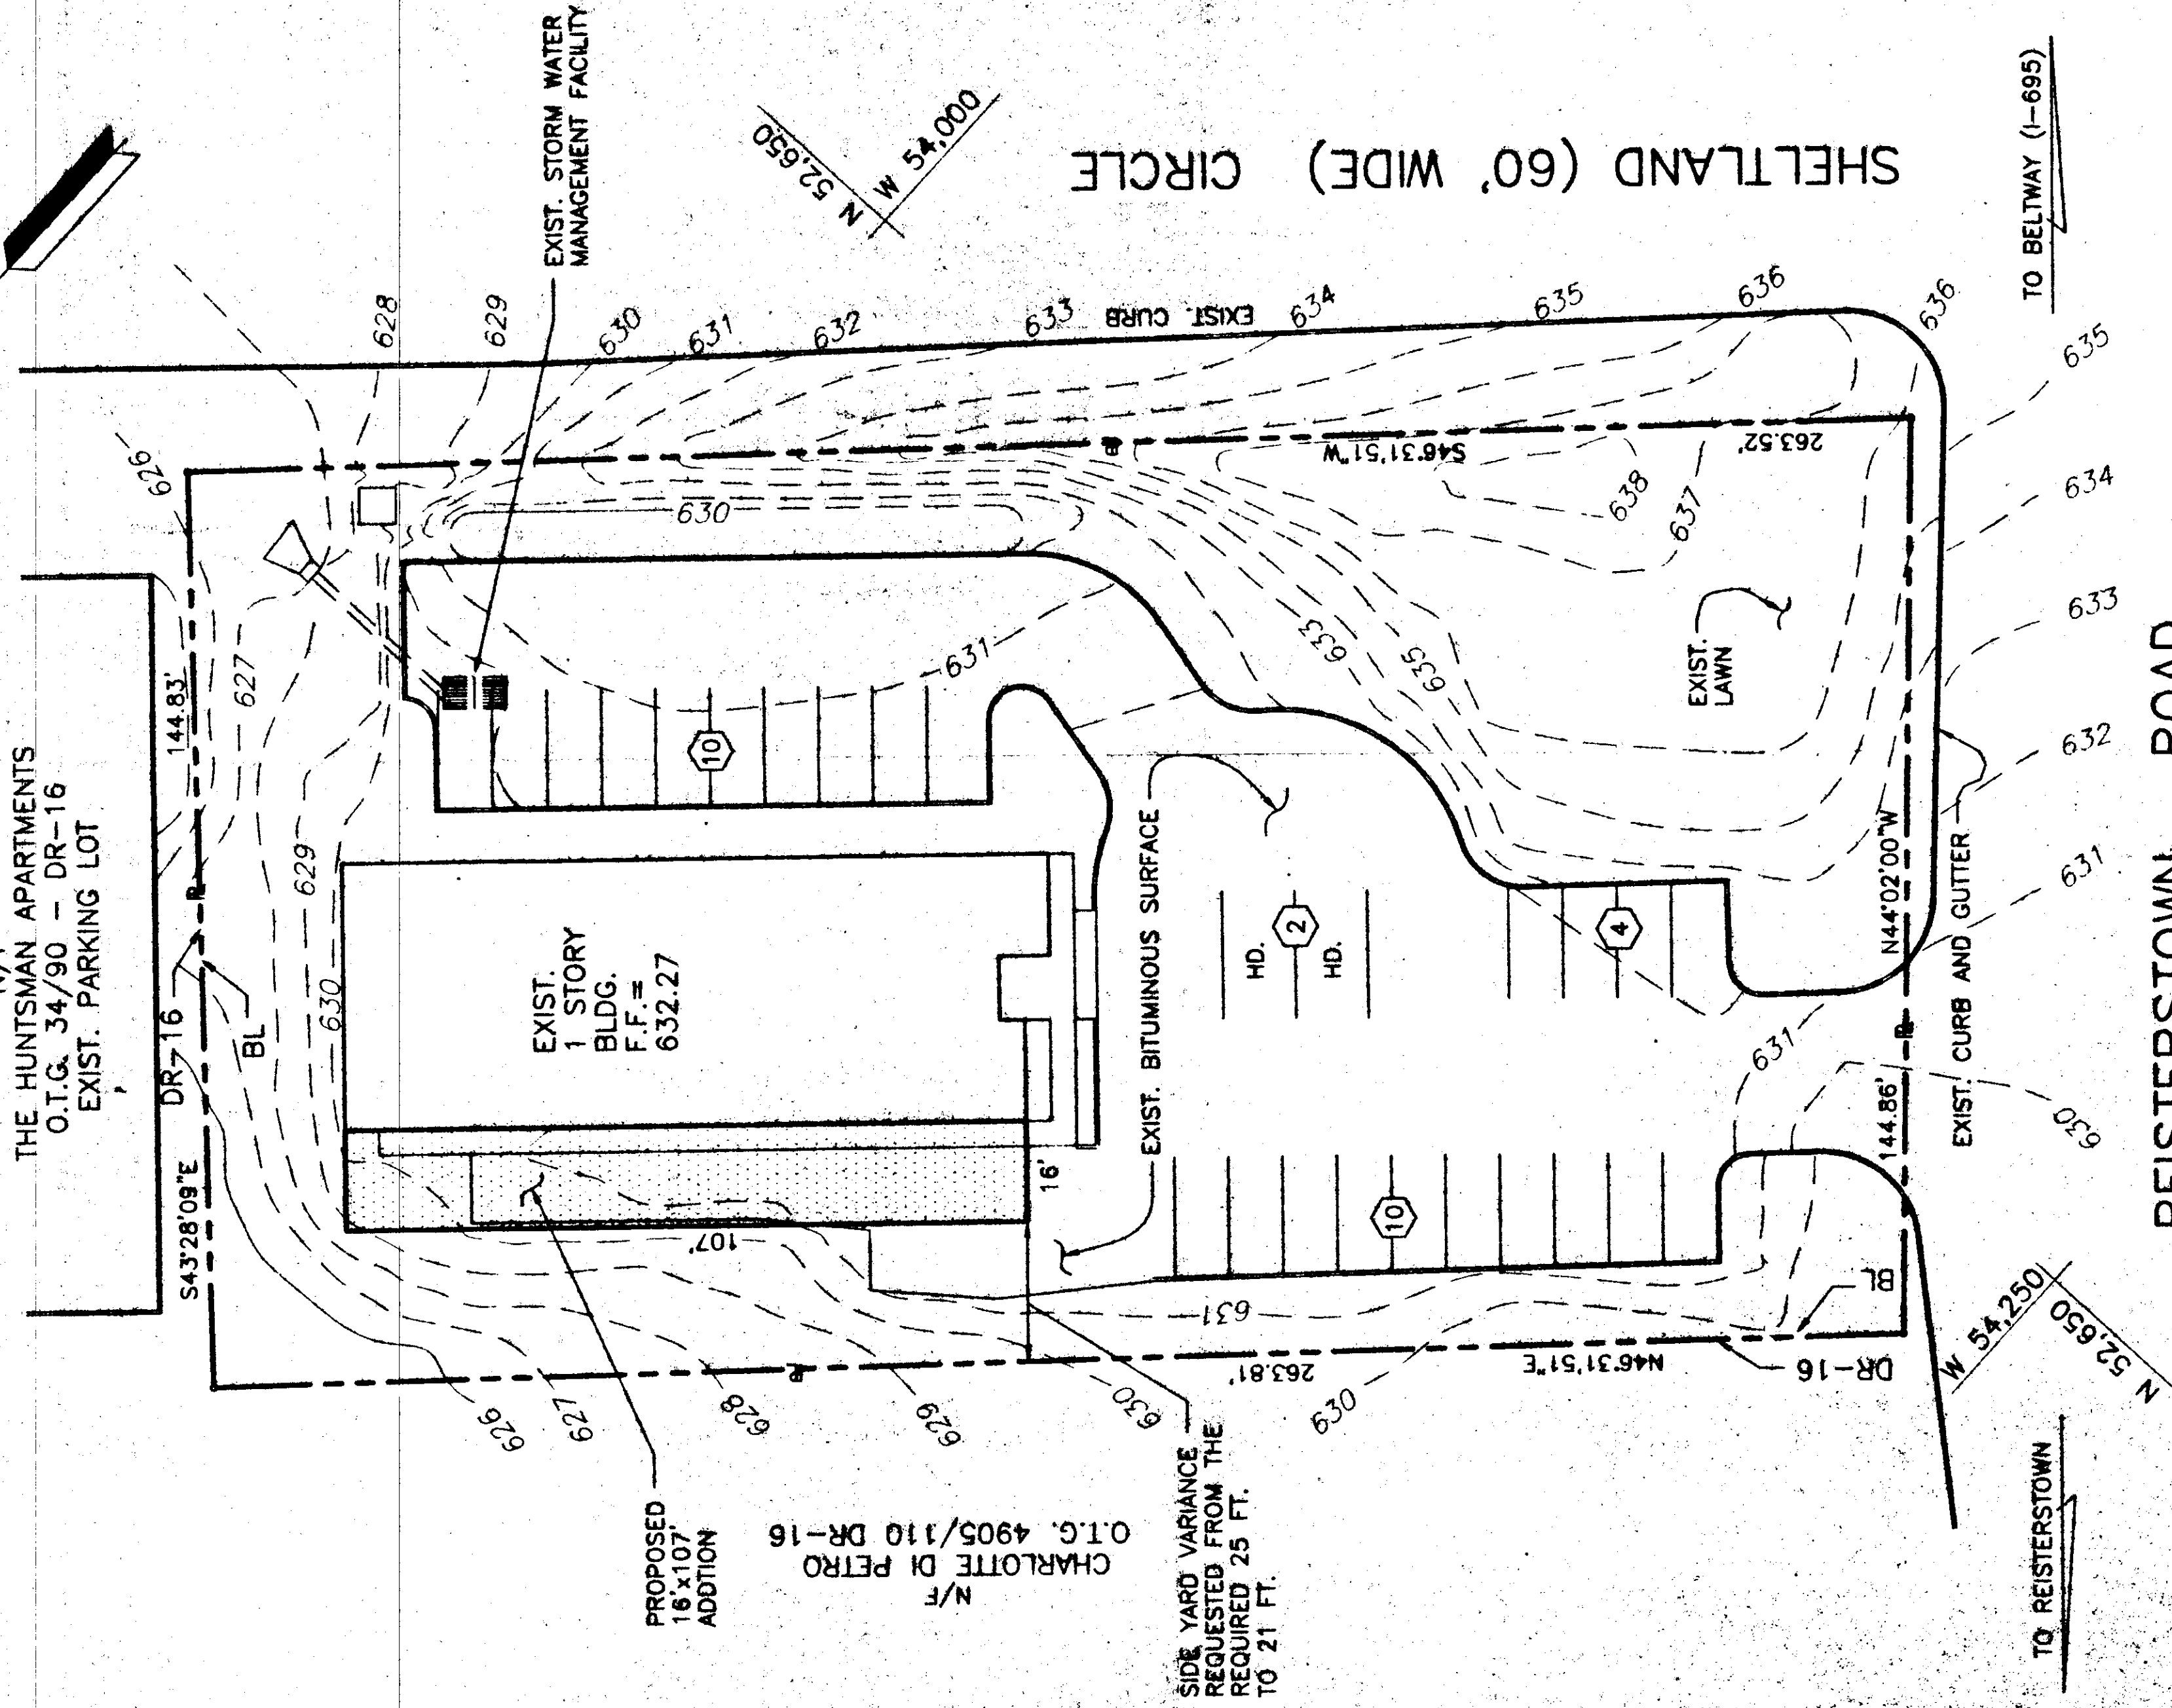 THE HUNTSMAN APARTMENTS
O.T.G. 34/90 - DR-16
EXIST. PARKING LOT
EXIST. STORM WATER
MANAGEMENT FACILITY
N 52,650
W 54,000
SHELTLAND (60' WIDE) CIRCLE
TO BELTWAY (I-695)
EXIST. CURB
628
629
630
631
632
633
634
635
636
636
635
634
633
632
631
630
626
627
629
630
144.83'
DR-16
BL
S43°28'09"E
S46°31'51"W
263.52'
630
638
637
633
635
631
10
EXIST.
LAWN
EXIST.
1 STORY
BLDG.
F.F.=
632.27
EXIST. BITUMINOUS SURFACE
HD.
2
HD.
4
10
16'
107'
631
631
N44°02'00"W
144.86'
EXIST. CURB AND GUTTER
BL
DR-16
N46°31'51"E
263.81'
626
627
628
629
630
630
PROPOSED
16'x107'
ADDTION
N/F
CHARLOTTE DI PETRO
O.T.G. 4905/110 DR-16
SIDE YARD VARIANCE
REQUESTED FROM THE
REQUIRED 25 FT.
TO 21 FT.
W 54,250
N 52,650
TO REISTERSTOWN
REISTERSTOWN ROAD